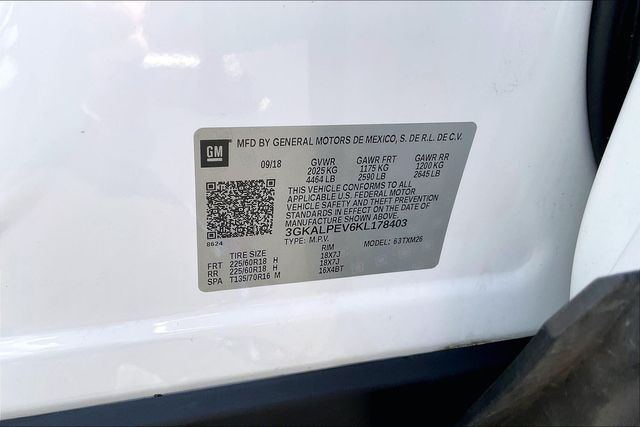 GM
MFD BY GENERAL MOTORS DE MEXICO, S. DE R.L. DE C.V.
09/18 GVWR GAWR FRT GAWR RR
2025 KG 1175 KG 1200 KG
4464 LB 2590 LB 2645 LB
THIS VEHICLE CONFORMS TO ALL
APPLICABLE U.S. FEDERAL MOTOR
VEHICLE SAFETY AND THEFT PREVENTION
STANDARDS IN EFFECT ON THE DATE OF
MANUFACTURE SHOWN ABOVE.
3GKALPEV6KL178403
8624
TYPE: M.P.V. MODEL: 63TXM26
TIRE SIZE RIM
FRT 225/60R18 H 18X7J
RR 225/60R18 H 18X7J
SPA T135/70R16 M 16X4BT